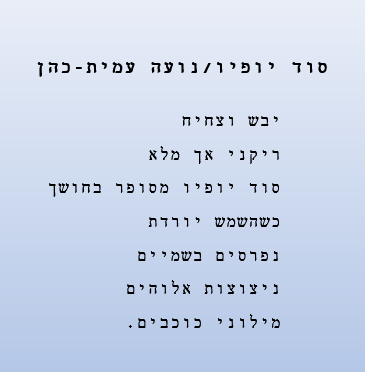 סוד יופיו/נועה עמית-כהן
יבש וצחיח
ריקני אך מלא
סוד יופיו מסופר בחושך
כשהשמש יורדת
נפרסים בשמיים
ניצוצות אלוהים
מילוני כוכבים.